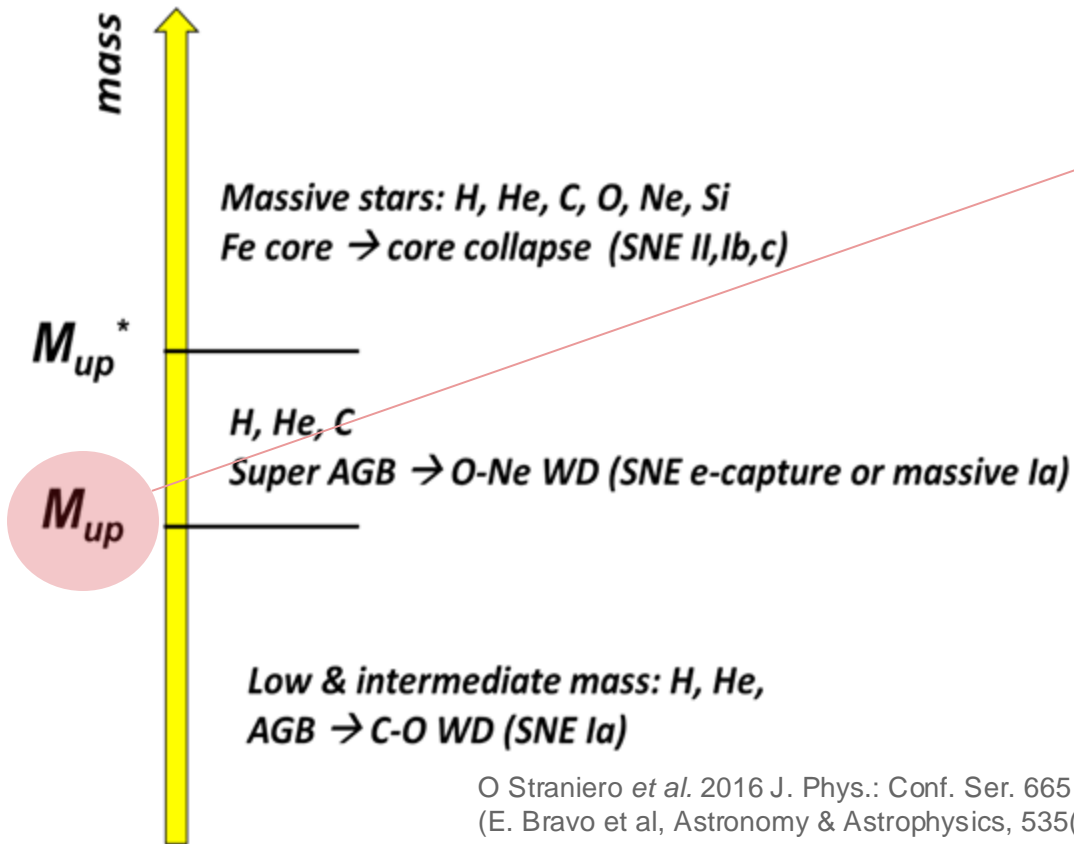 mass
Massive stars: H, He, C, O, Ne, Si
Fe core → core collapse (SNE II,Ib,c)
Mup*
H, He, C
Super AGB → O-Ne WD (SNE e-capture or massive Ia)
Mup
Low & intermediate mass: H, He,
AGB → C-O WD (SNE Ia)
O Straniero et al. 2016 J. Phys.: Conf. Ser. 665
(E. Bravo et al, Astronomy & Astrophysics, 535(